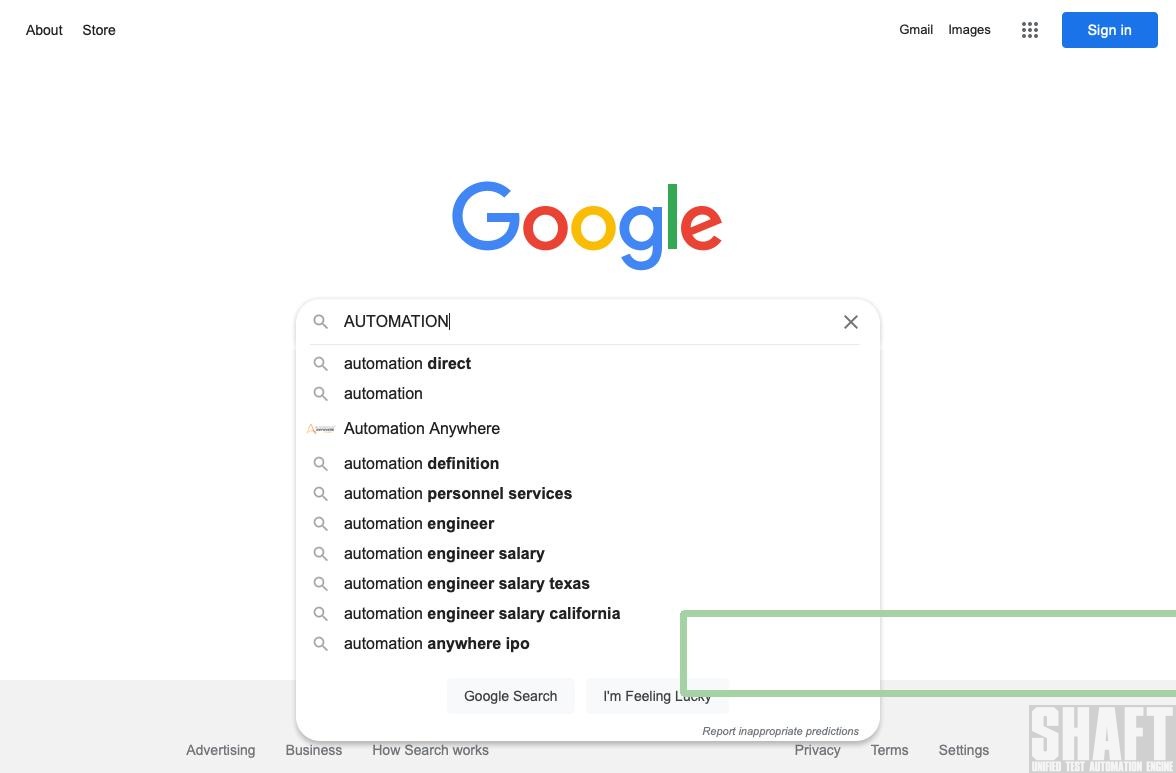 About Store Gmail Images Sign in
Google
AUTOMATION
automation direct
automation
Automation Anywhere
automation definition
automation personnel services
automation engineer
automation engineer salary
automation engineer salary texas
automation engineer salary california
automation anywhere ipo
Google Search I'm Feeling Lucky
Report inappropriate predictions
Advertising Business How Search works Privacy Terms Settings
SHAFT
UNIFIED TEST AUTOMATION ENGINE